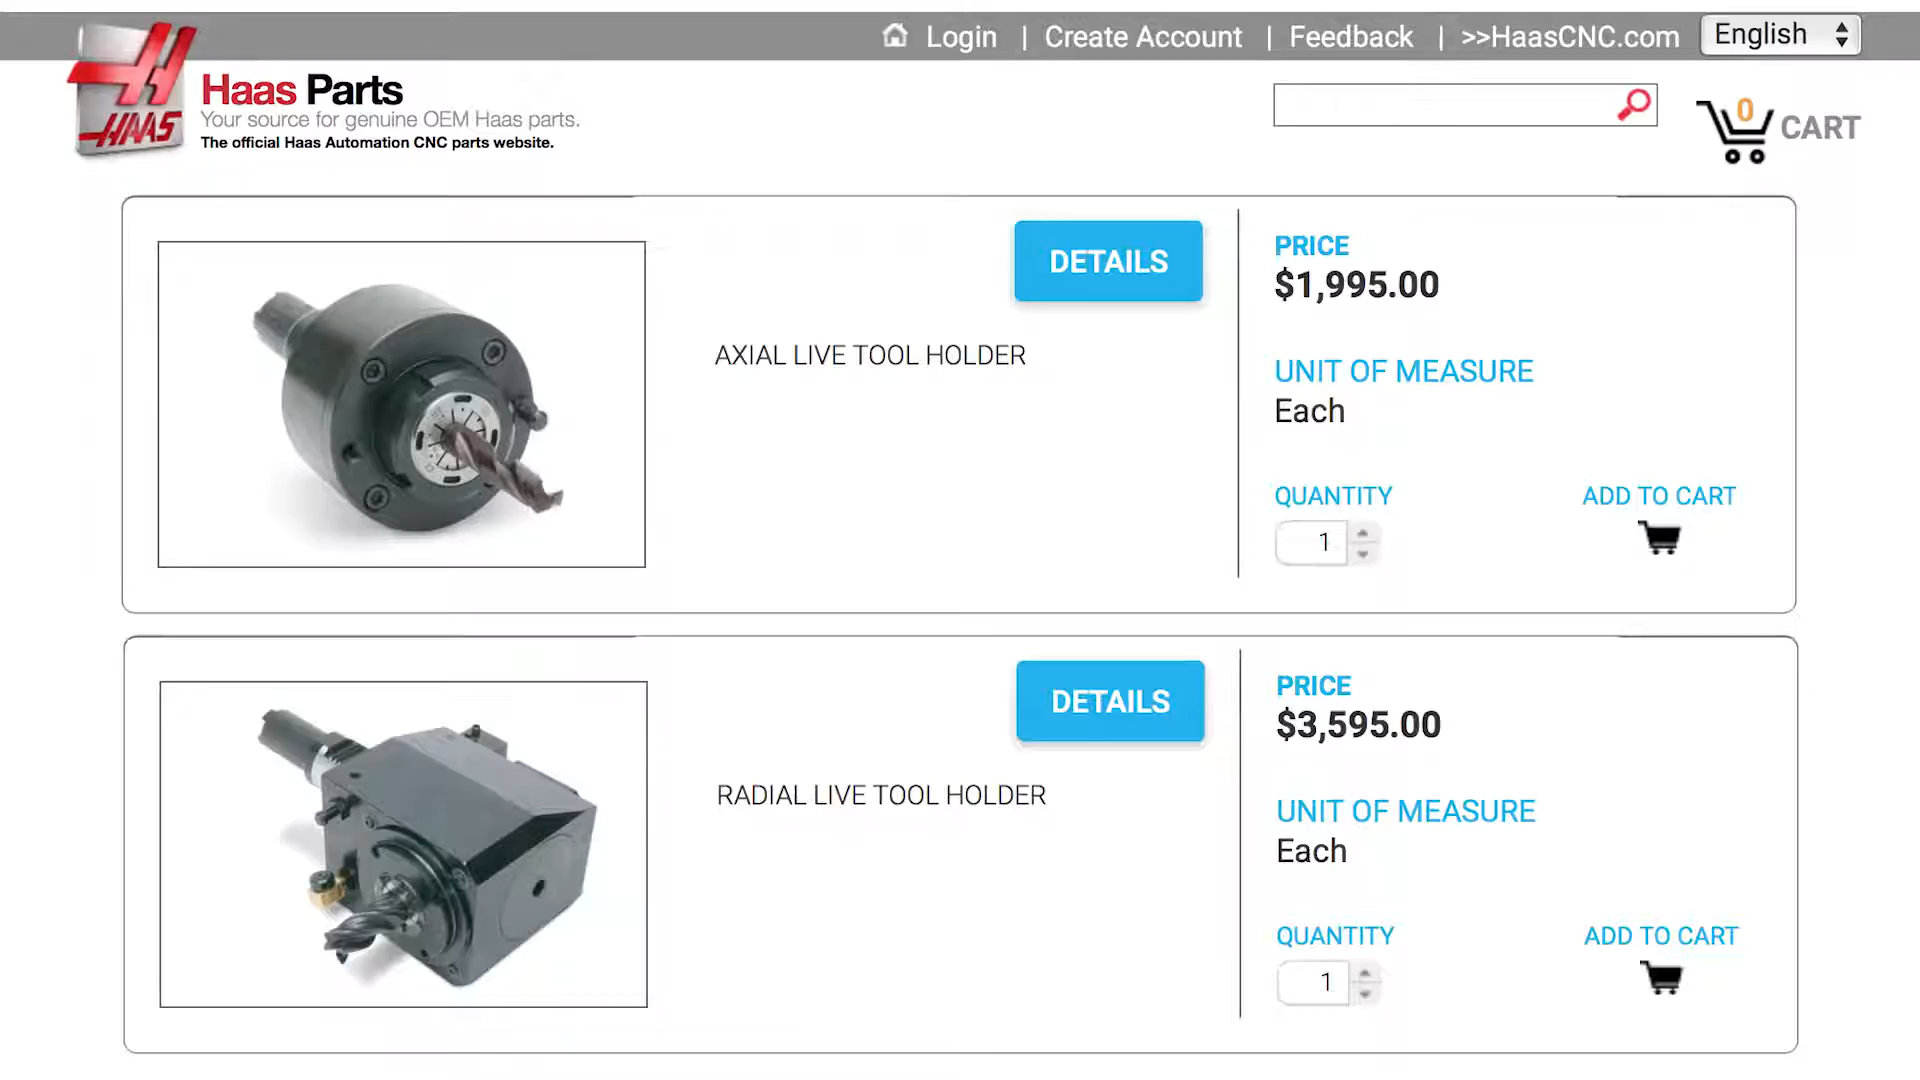 Login | Create Account | Feedback | >>HaasCNC.com English
HAAS
Haas Parts
Your source for genuine OEM Haas parts.
The official Haas Automation CNC parts website.
0
CART
DETAILS
AXIAL LIVE TOOL HOLDER
PRICE
$1,995.00
UNIT OF MEASURE
Each
QUANTITY
1
ADD TO CART
DETAILS
RADIAL LIVE TOOL HOLDER
PRICE
$3,595.00
UNIT OF MEASURE
Each
QUANTITY
1
ADD TO CART